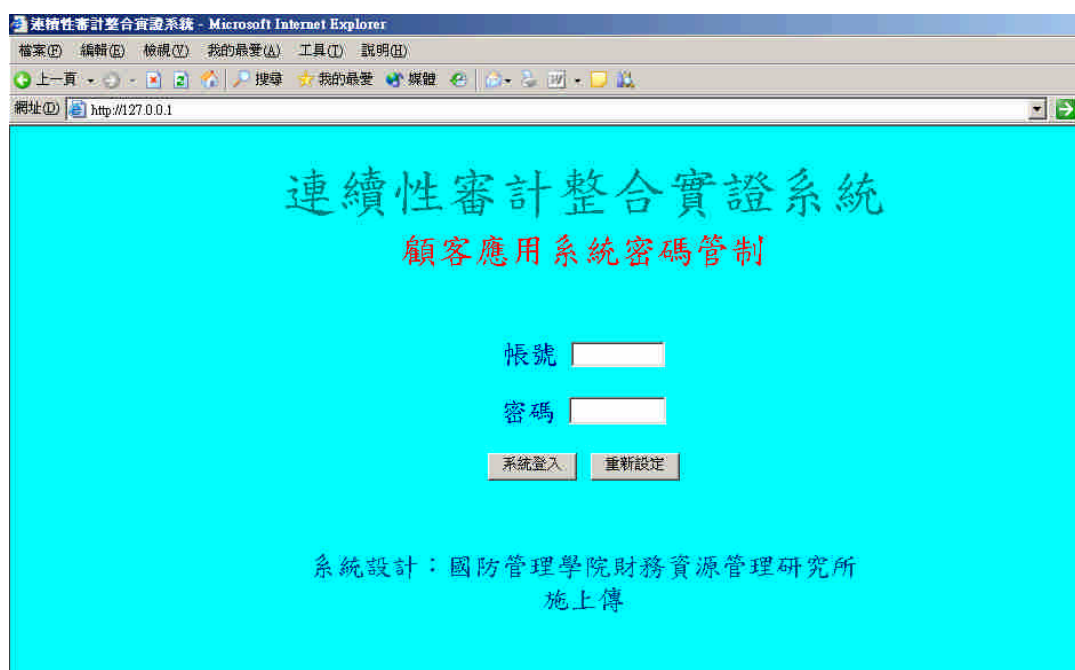 連續性審計整合實證系統 - Microsoft Internet Explorer
檔案(F) 編輯(E) 檢視(V) 我的最愛(A) 工具(T) 說明(H)
上一頁 搜尋 我的最愛 媒體
網址(D) http://127.0.0.1
連續性審計整合實證系統
顧客應用系統密碼管制
帳號
密碼
系統登入 重新設定
系統設計：國防管理學院財務資源管理研究所
施上傳